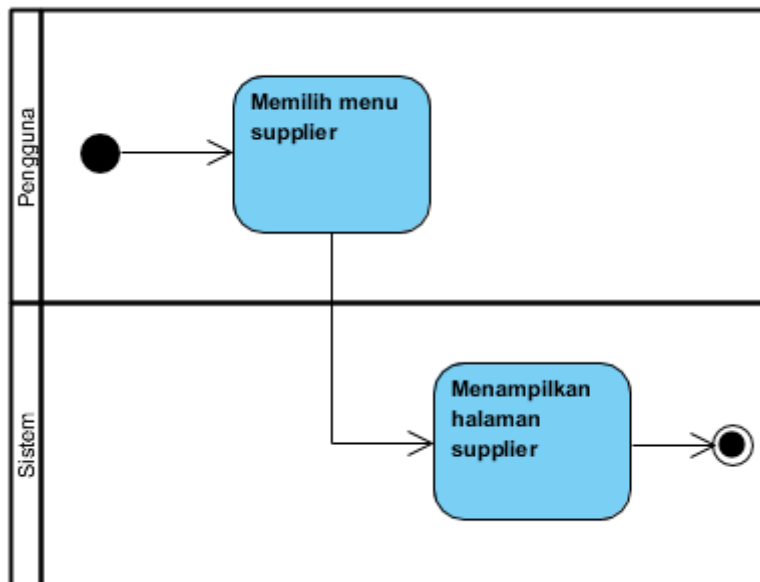 Pengguna
Memilih menu
supplier
Sistem
Menampilkan
halaman
supplier